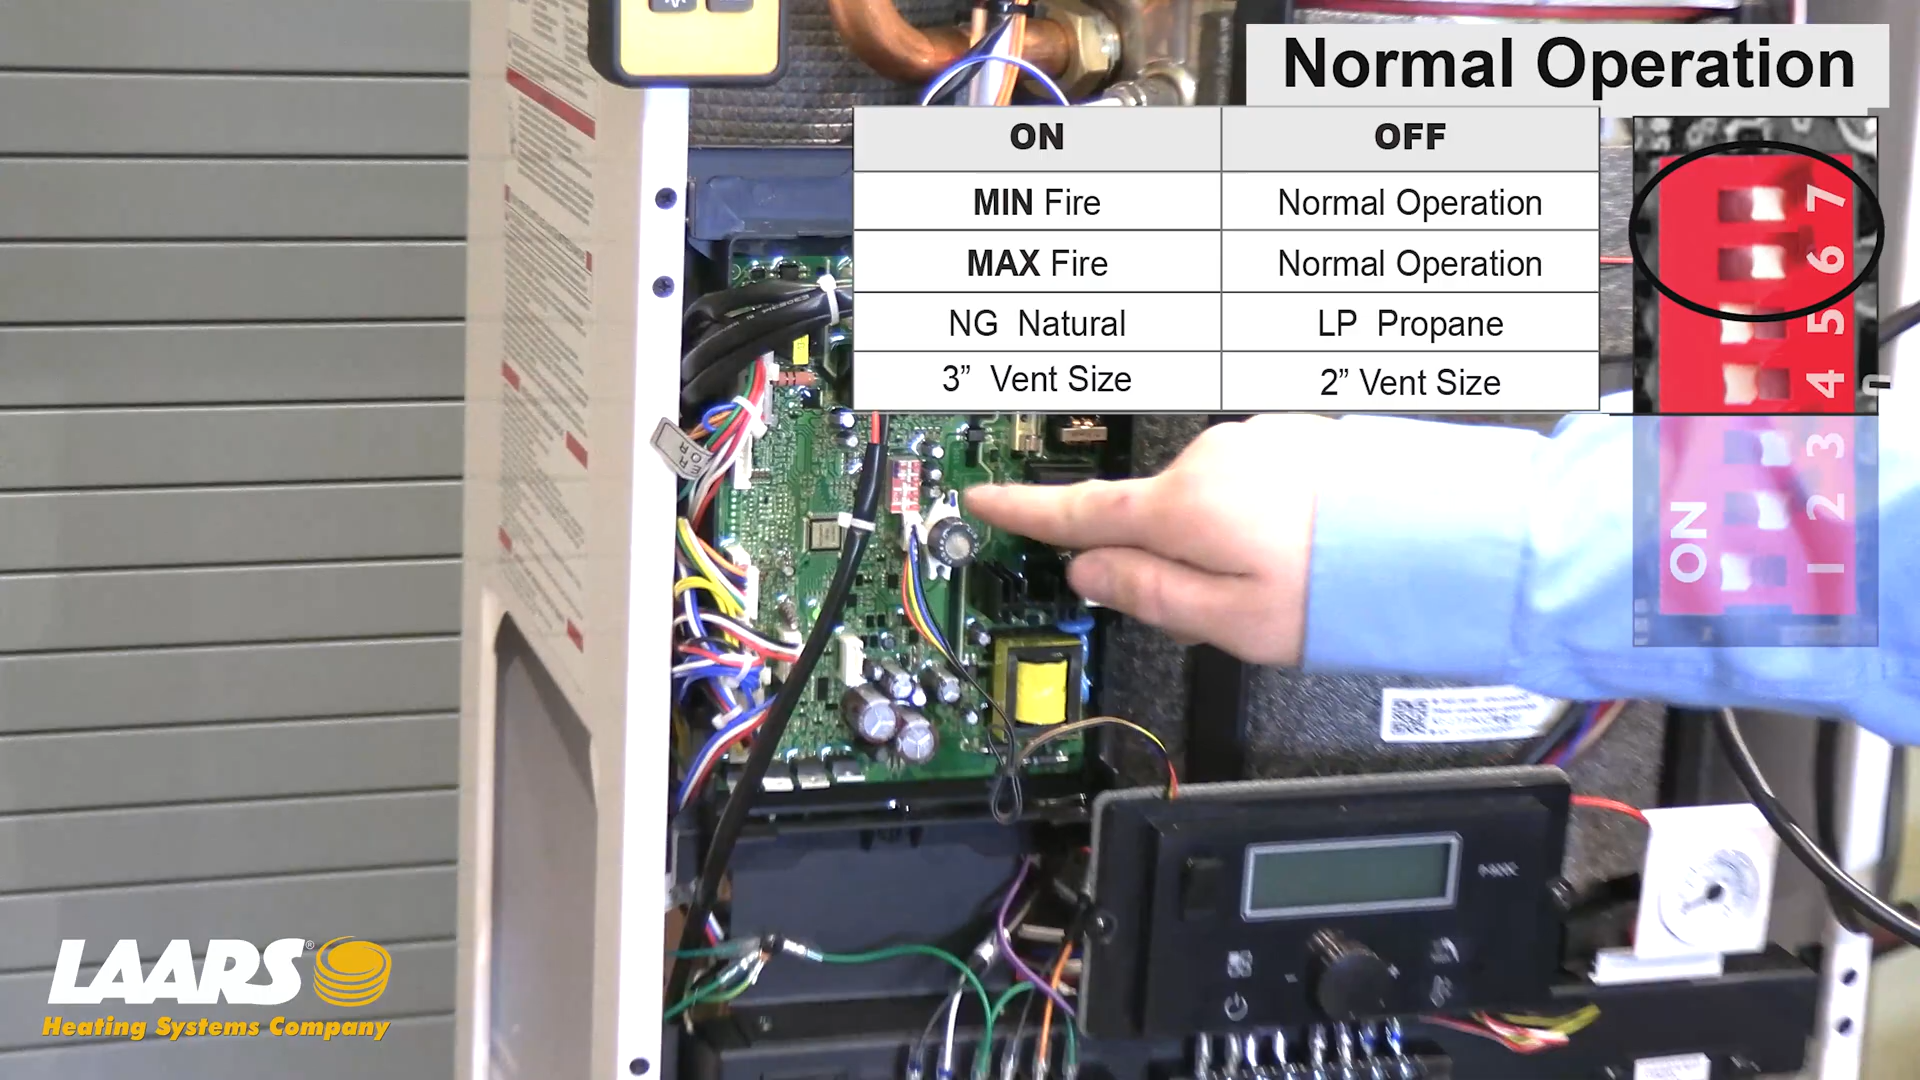 Normal Operation
ON OFF
MIN Fire Normal Operation
MAX Fire Normal Operation
NG Natural LP Propane
3” Vent Size 2” Vent Size
7
6
5
4
3
2
1
ON
LAARS®
Heating Systems Company